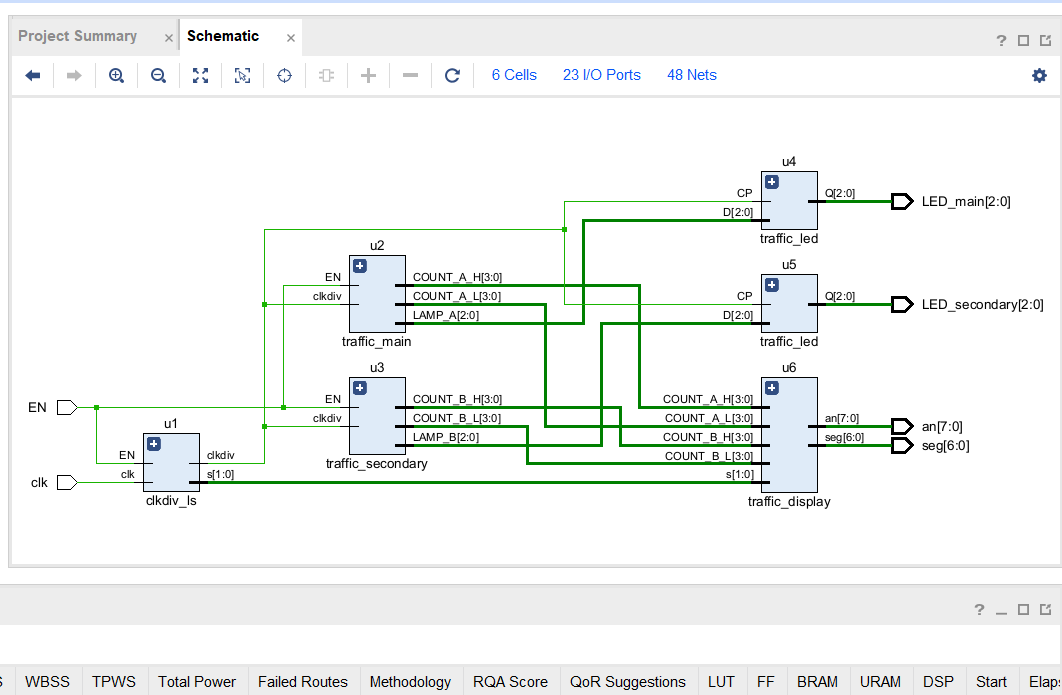 Project Summary × Schematic ×
? 
6 Cells 23 I/O Ports 48 Nets
u4
CP Q[2:0] LED_main[2:0]
D[2:0]
traffic_led
u2
u5
EN COUNT_A_H[3:0]
clkdiv COUNT_A_L[3:0] CP Q[2:0] LED_secondary[2:0]
LAMP_A[2:0] D[2:0]
traffic_main traffic_led
u3 u6
EN COUNT_B_H[3:0] COUNT_A_H[3:0]
EN
clkdiv COUNT_B_L[3:0] COUNT_A_L[3:0] an[7:0] an[7:0]
u1 LAMP_B[2:0] COUNT_B_H[3:0] seg[6:0] seg[6:0]
EN clkdiv traffic_secondary COUNT_B_L[3:0]
clk clk s[1:0] s[1:0]
clkdiv_ls traffic_display
?
S WBSS TPWS Total Power Failed Routes Methodology RQA Score QoR Suggestions LUT FF BRAM URAM DSP Start Elap